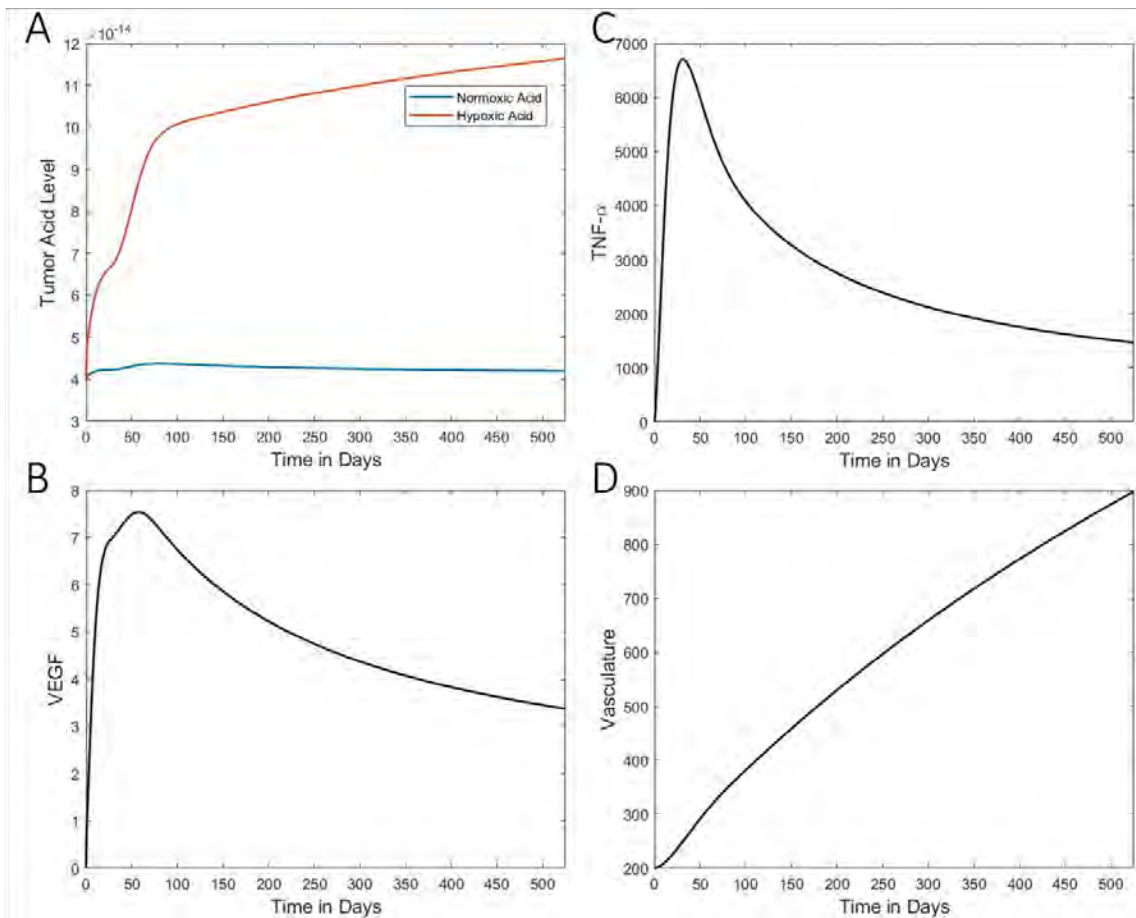 A
×10^-14
12
11
10
9
8
7
6
5
4
3
Tumor Acid Level
Normoxic Acid
Hypoxic Acid
0 50 100 150 200 250 300 350 400 450 500
Time in Days
C
7000
6000
5000
4000
3000
2000
1000
0
TNF-α
0 50 100 150 200 250 300 350 400 450 500
Time in Days
B
8
7
6
5
4
3
2
1
0
VEGF
0 50 100 150 200 250 300 350 400 450 500
Time in Days
D
900
800
700
600
500
400
300
200
Vasculature
0 50 100 150 200 250 300 350 400 450 500
Time in Days